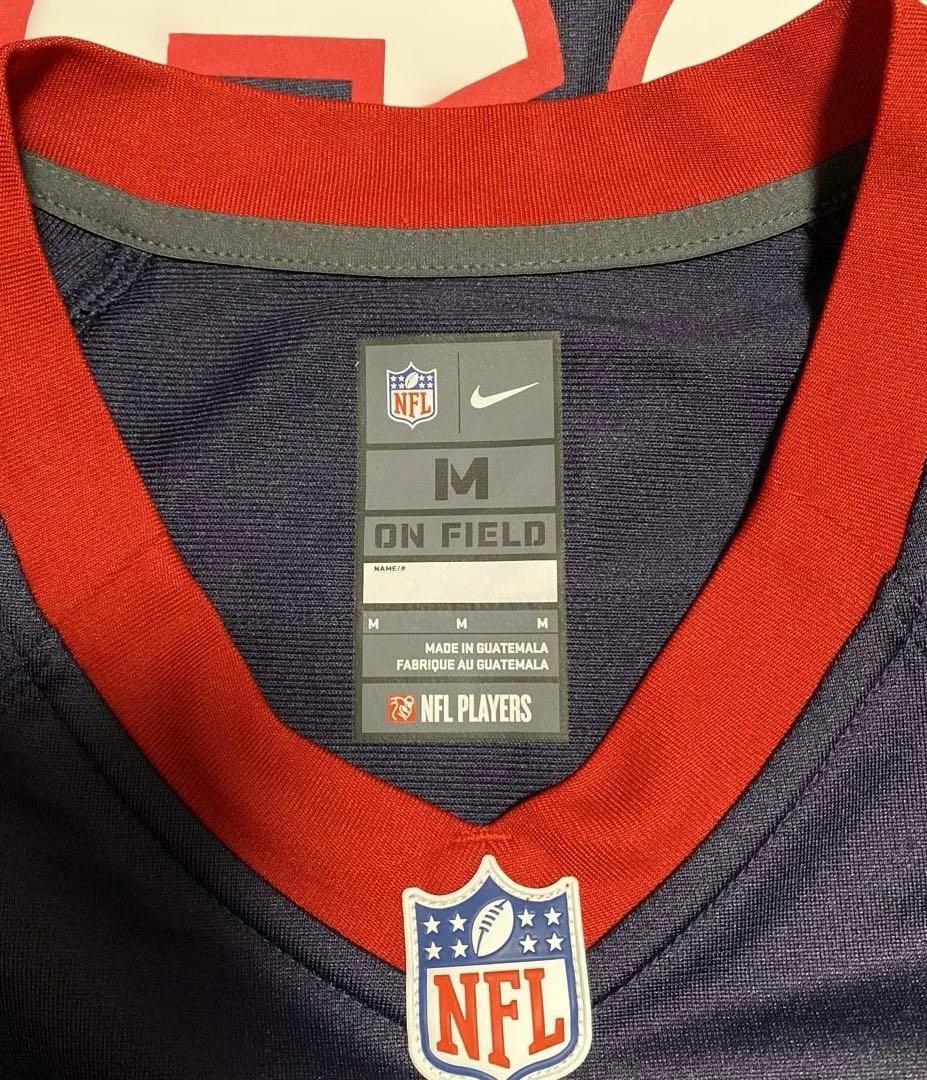 NFL
M
ON FIELD
NAME/#
M M M
MADE IN GUATEMALA
FABRIQUE AU GUATEMALA
NFL PLAYERS
NFL